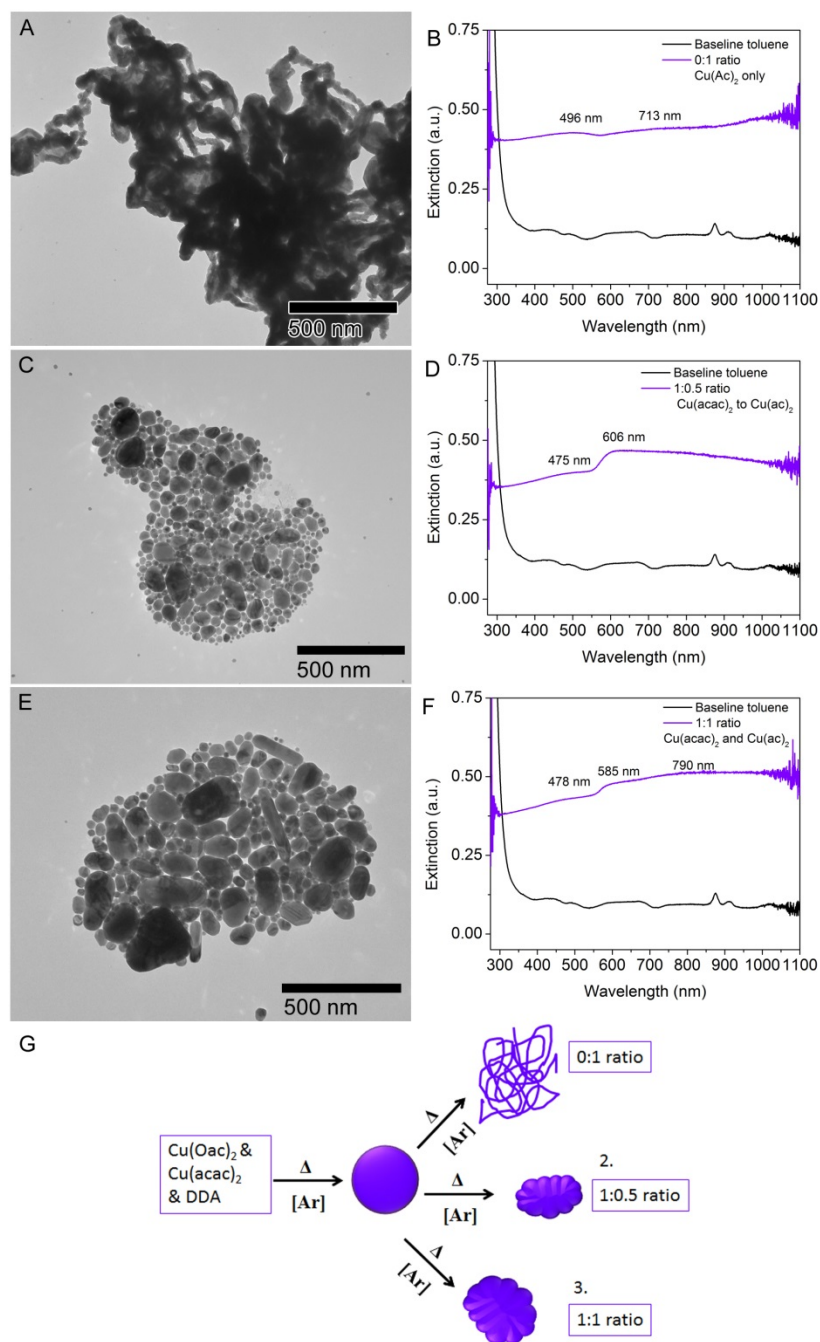 A
500 nm
B
Baseline toluene
0:1 ratio
Cu(Ac)₂ only
496 nm
713 nm
0.75
0.50
0.25
0.00
Extinction (a.u.)
300 400 500 600 700 800 900 1000 1100
Wavelength (nm)
C
500 nm
D
Baseline toluene
1:0.5 ratio
Cu(acac)₂ to Cu(ac)₂
475 nm
606 nm
0.75
0.50
0.25
0.00
Extinction (a.u.)
300 400 500 600 700 800 900 1000 1100
Wavelength (nm)
E
500 nm
F
Baseline toluene
1:1 ratio
Cu(acac)₂ and Cu(ac)₂
478 nm
585 nm
790 nm
0.75
0.50
0.25
0.00
Extinction (a.u.)
300 400 500 600 700 800 900 1000 1100
Wavelength (nm)
G
Cu(Oac)₂ &
Cu(acac)₂
& DDA
Δ
[Ar]
Δ
[Ar]
0:1 ratio
Δ
[Ar]
2.
1:0.5 ratio
Δ
[Ar]
3.
1:1 ratio